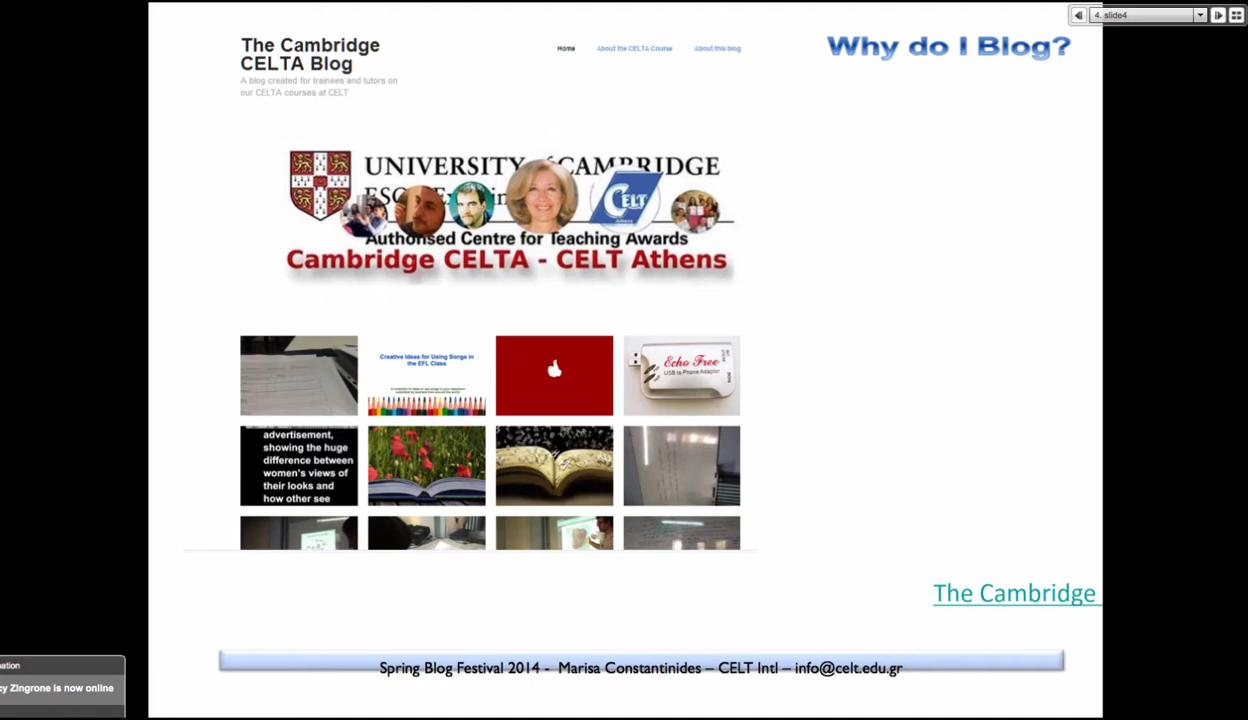 4. slide4
The Cambridge
CELTA Blog
A blog created for trainees and tutors on
our CELTA courses at CELT
Home
About the CELTA Course
About this blog
Why do I Blog?
UNIVERSITY of CAMBRIDGE
CELT
Athens
Authorised Centre for Teaching Awards
Cambridge CELTA - CELT Athens
Creative Ideas for Using Songs in
the EFL Class
Echo Free
USB to Phone Adaptor
advertisement,
showing the huge
difference between
women's views of
their looks and
how other see
The Cambridge
Spring Blog Festival 2014 - Marisa Constantinides – CELT Intl – info@celt.edu.gr
Zingrone is now online